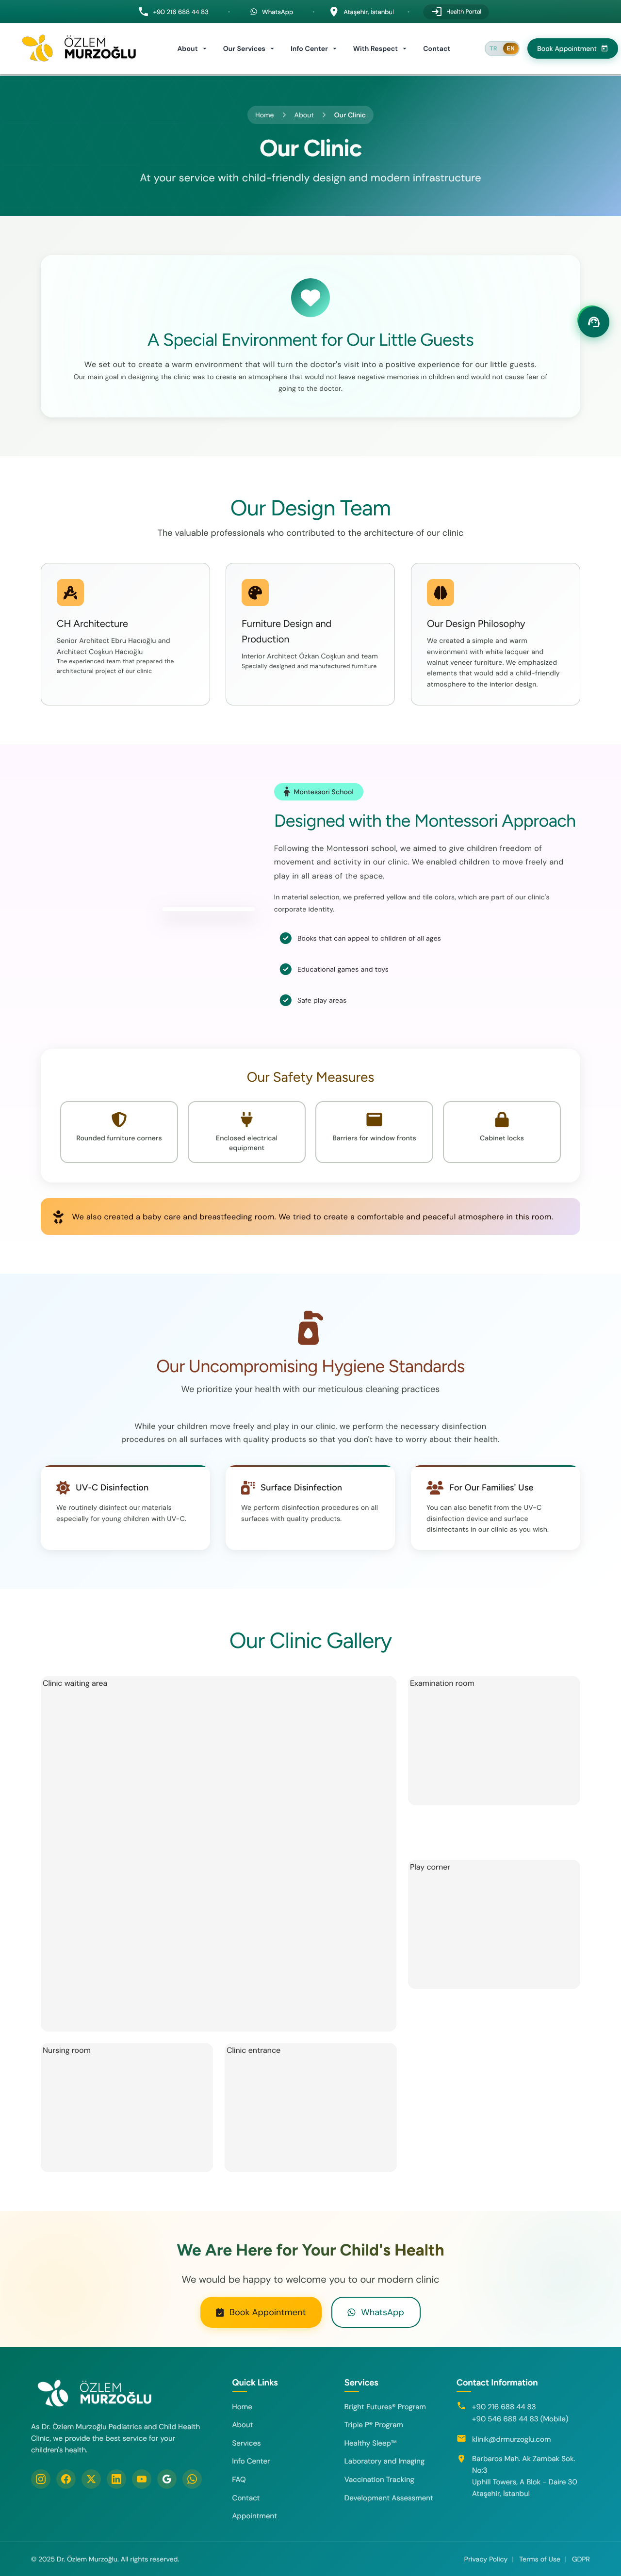 +90 216 688 44 83 · WhatsApp · Ataşehir, İstanbul · Health Portal
ÖZLEM
MURZOĞLU
About Our Services Info Center With Respect Contact TR EN Book Appointment
Home > About > Our Clinic
Our Clinic
At your service with child-friendly design and modern infrastructure
A Special Environment for Our Little Guests
We set out to create a warm environment that will turn the doctor's visit into a positive experience for our little guests.
Our main goal in designing the clinic was to create an atmosphere that would not leave negative memories in children and would not cause fear of
going to the doctor.
Our Design Team
The valuable professionals who contributed to the architecture of our clinic
CH Architecture
Senior Architect Ebru Hacıoğlu and
Architect Coşkun Hacıoğlu
The experienced team that prepared the
architectural project of our clinic
Furniture Design and
Production
Interior Architect Özkan Coşkun and team
Specially designed and manufactured furniture
Our Design Philosophy
We created a simple and warm
environment with white lacquer and
walnut veneer furniture. We emphasized
elements that would add a child-friendly
atmosphere to the interior design.
Montessori School
Designed with the Montessori Approach
Following the Montessori school, we aimed to give children freedom of
movement and activity in our clinic. We enabled children to move freely and
play in all areas of the space.
In material selection, we preferred yellow and tile colors, which are part of our clinic's
corporate identity.
Books that can appeal to children of all ages
Educational games and toys
Safe play areas
Our Safety Measures
Rounded furniture corners
Enclosed electrical
equipment
Barriers for window fronts
Cabinet locks
We also created a baby care and breastfeeding room. We tried to create a comfortable and peaceful atmosphere in this room.
Our Uncompromising Hygiene Standards
We prioritize your health with our meticulous cleaning practices
While your children move freely and play in our clinic, we perform the necessary disinfection
procedures on all surfaces with quality products so that you don't have to worry about their health.
UV-C Disinfection
We routinely disinfect our materials
especially for young children with UV-C.
Surface Disinfection
We perform disinfection procedures on all
surfaces with quality products.
For Our Families' Use
You can also benefit from the UV-C
disinfection device and surface
disinfectants in our clinic as you wish.
Our Clinic Gallery
Clinic waiting area
Examination room
Play corner
Nursing room
Clinic entrance
We Are Here for Your Child's Health
We would be happy to welcome you to our modern clinic
Book Appointment
WhatsApp
ÖZLEM
MURZOĞLU
As Dr. Özlem Murzoğlu Pediatrics and Child Health
Clinic, we provide the best service for your
children's health.
Quick Links
Home
About
Services
Info Center
FAQ
Contact
Appointment
Services
Bright Futures® Program
Triple P® Program
Healthy Sleep™
Laboratory and Imaging
Vaccination Tracking
Development Assessment
Contact Information
+90 216 688 44 83
+90 546 688 44 83 (Mobile)
klinik@drmurzoglu.com
Barbaros Mah. Ak Zambak Sok.
No:3
Uphill Towers, A Blok - Daire 30
Ataşehir, İstanbul
© 2025 Dr. Özlem Murzoğlu. All rights reserved.
Privacy Policy | Terms of Use | GDPR